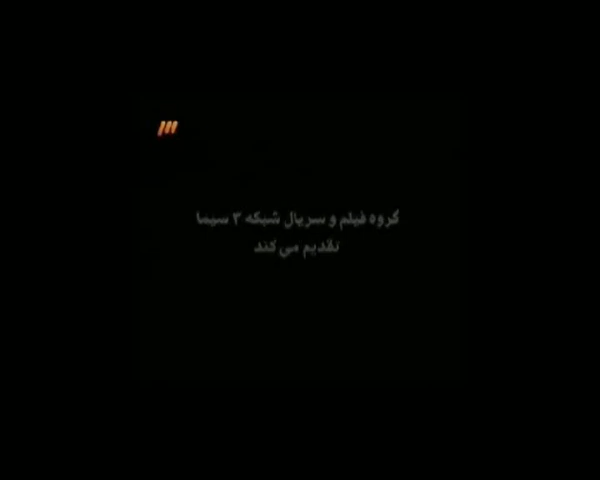 گروه فیلم و سریال شبکه ۳ سیما
تقدیم می کند